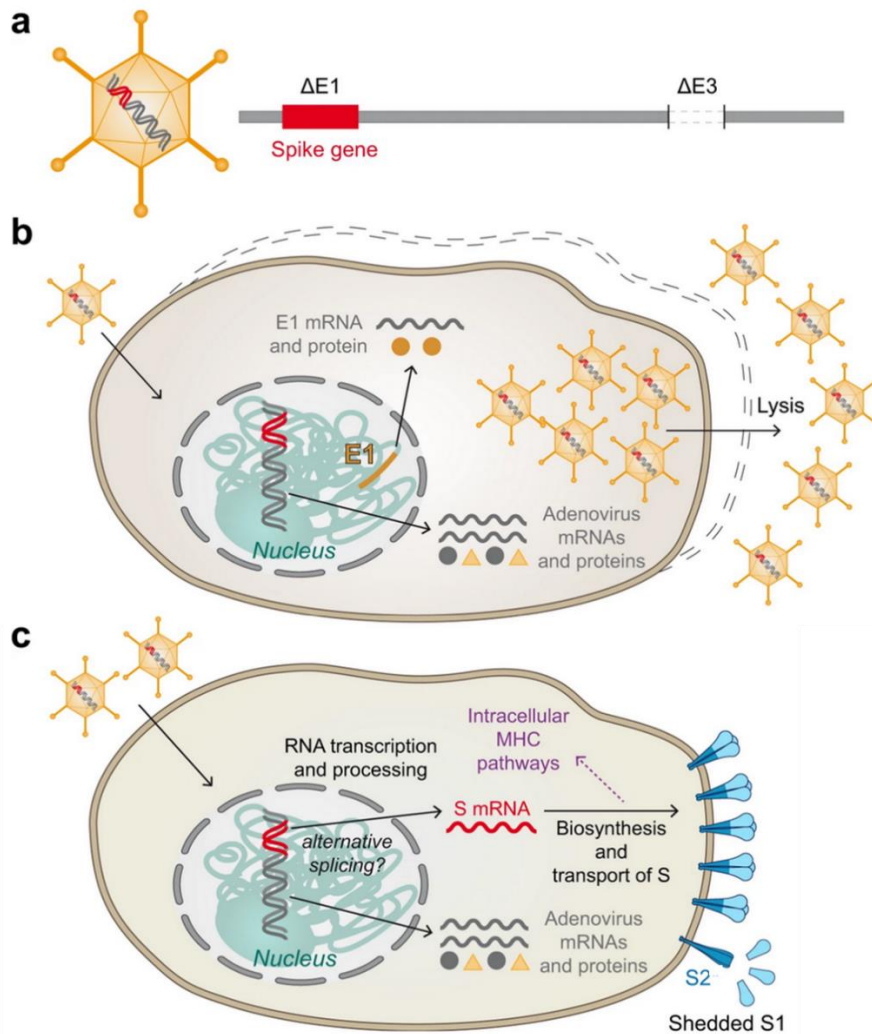 a
ΔE1
ΔE3
Spike gene
b
E1 mRNA
and protein
E1
Lysis
Adenovirus
mRNAs
and proteins
Nucleus
c
Intracellular
MHC
pathways
RNA transcription
and processing
S mRNA
alternative
splicing?
Biosynthesis
and
transport of S
Adenovirus
mRNAs
and proteins
Nucleus
S2
Shedded S1